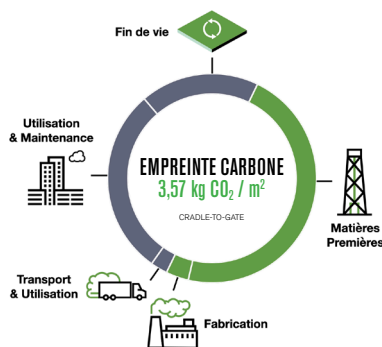 Fin de vie
Utilisation
& Maintenance
EMPREINTE CARBONE
3,57 kg CO₂ / m²
CRADLE-TO-GATE
Matières
Premières
Transport
& Utilisation
Fabrication